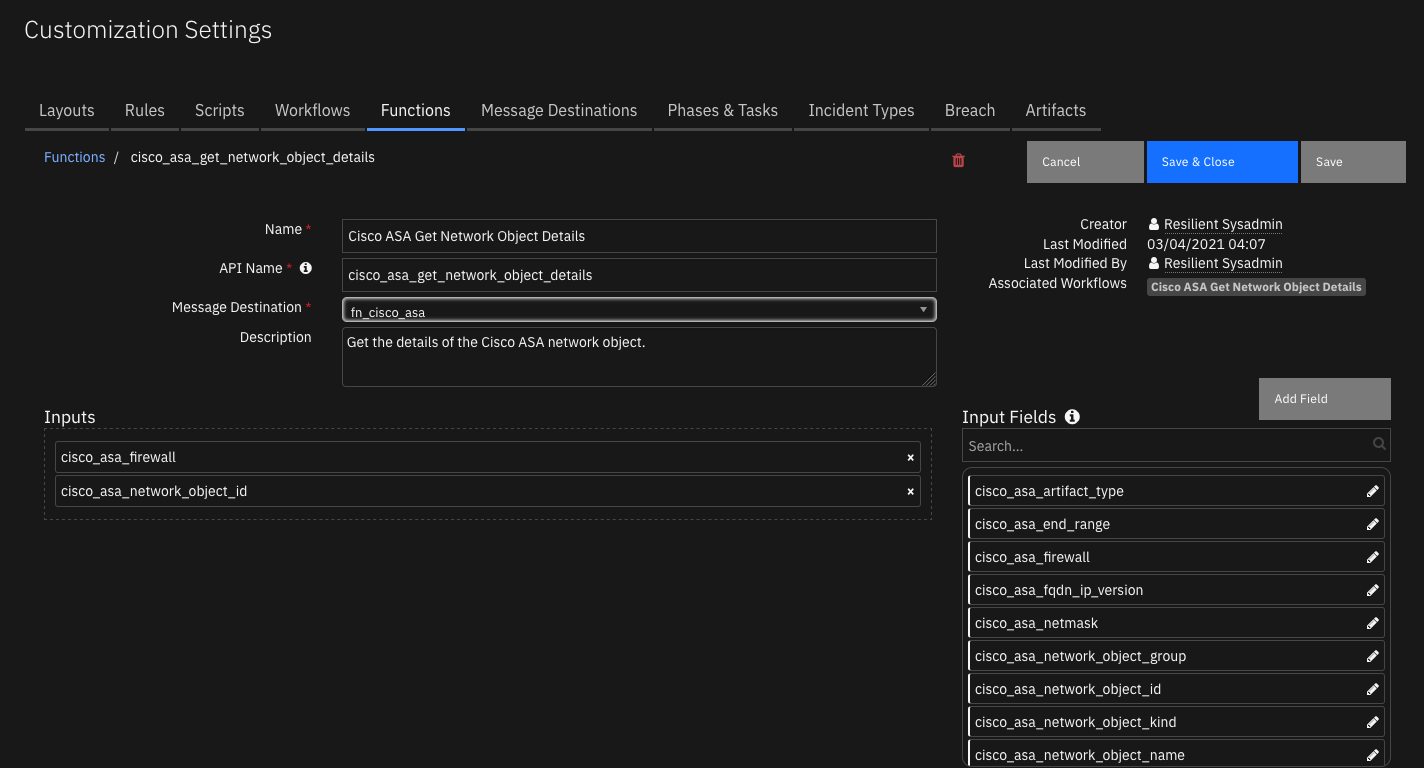 Customization Settings
Layouts Rules Scripts Workflows Functions Message Destinations Phases & Tasks Incident Types Breach Artifacts
Functions / cisco_asa_get_network_object_details
Cancel Save & Close Save
Name * Cisco ASA Get Network Object Details
API Name * cisco_asa_get_network_object_details
Message Destination * fn_cisco_asa
Description Get the details of the Cisco ASA network object.
Creator Resilient Sysadmin
Last Modified 03/04/2021 04:07
Last Modified By Resilient Sysadmin
Associated Workflows Cisco ASA Get Network Object Details
Inputs
cisco_asa_firewall ×
cisco_asa_network_object_id ×
Add Field
Input Fields
Search...
cisco_asa_artifact_type
cisco_asa_end_range
cisco_asa_firewall
cisco_asa_fqdn_ip_version
cisco_asa_netmask
cisco_asa_network_object_group
cisco_asa_network_object_id
cisco_asa_network_object_kind
cisco_asa_network_object_name